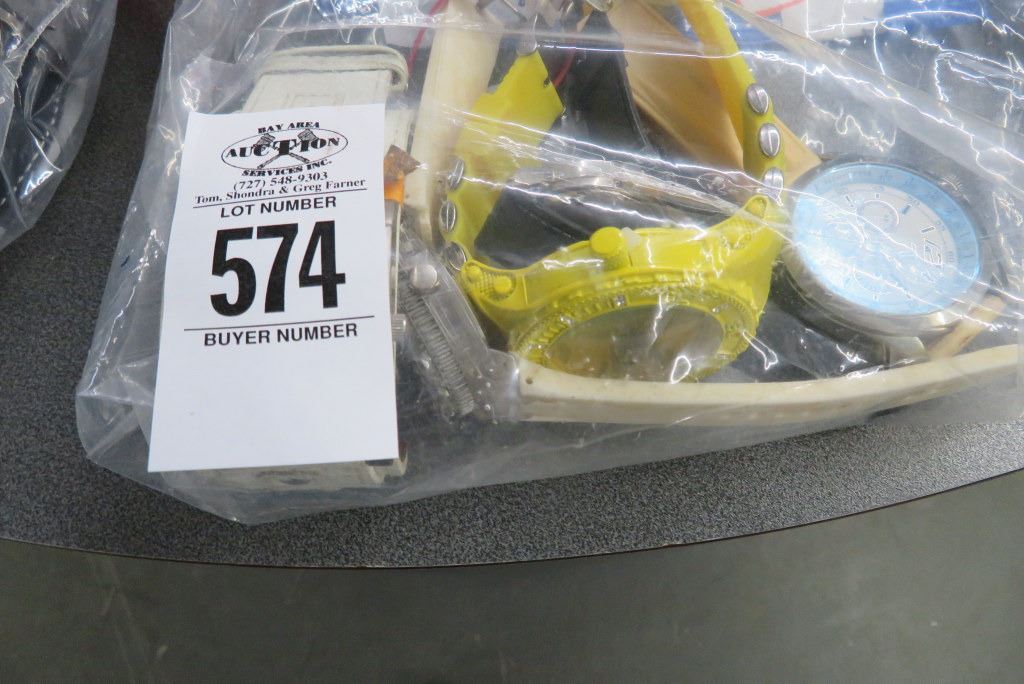 BAY AREA
AUCTION
SERVICES INC.
(727) 548-9303
Tom, Shondra & Greg Farner
LOT NUMBER
574
BUYER NUMBER